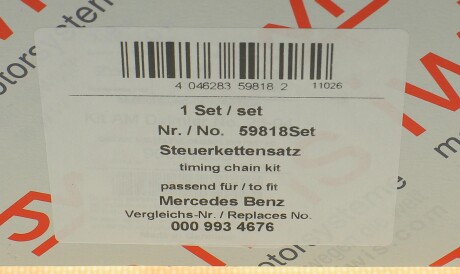 4 046283 59818 2
11026
1 Set / set
Nr. / No. 59818Set
Steuerkettensatz
timing chain kit
passend für / to fit
Mercedes Benz
Vergleichs-Nr. / Replaces No.
000 993 4676